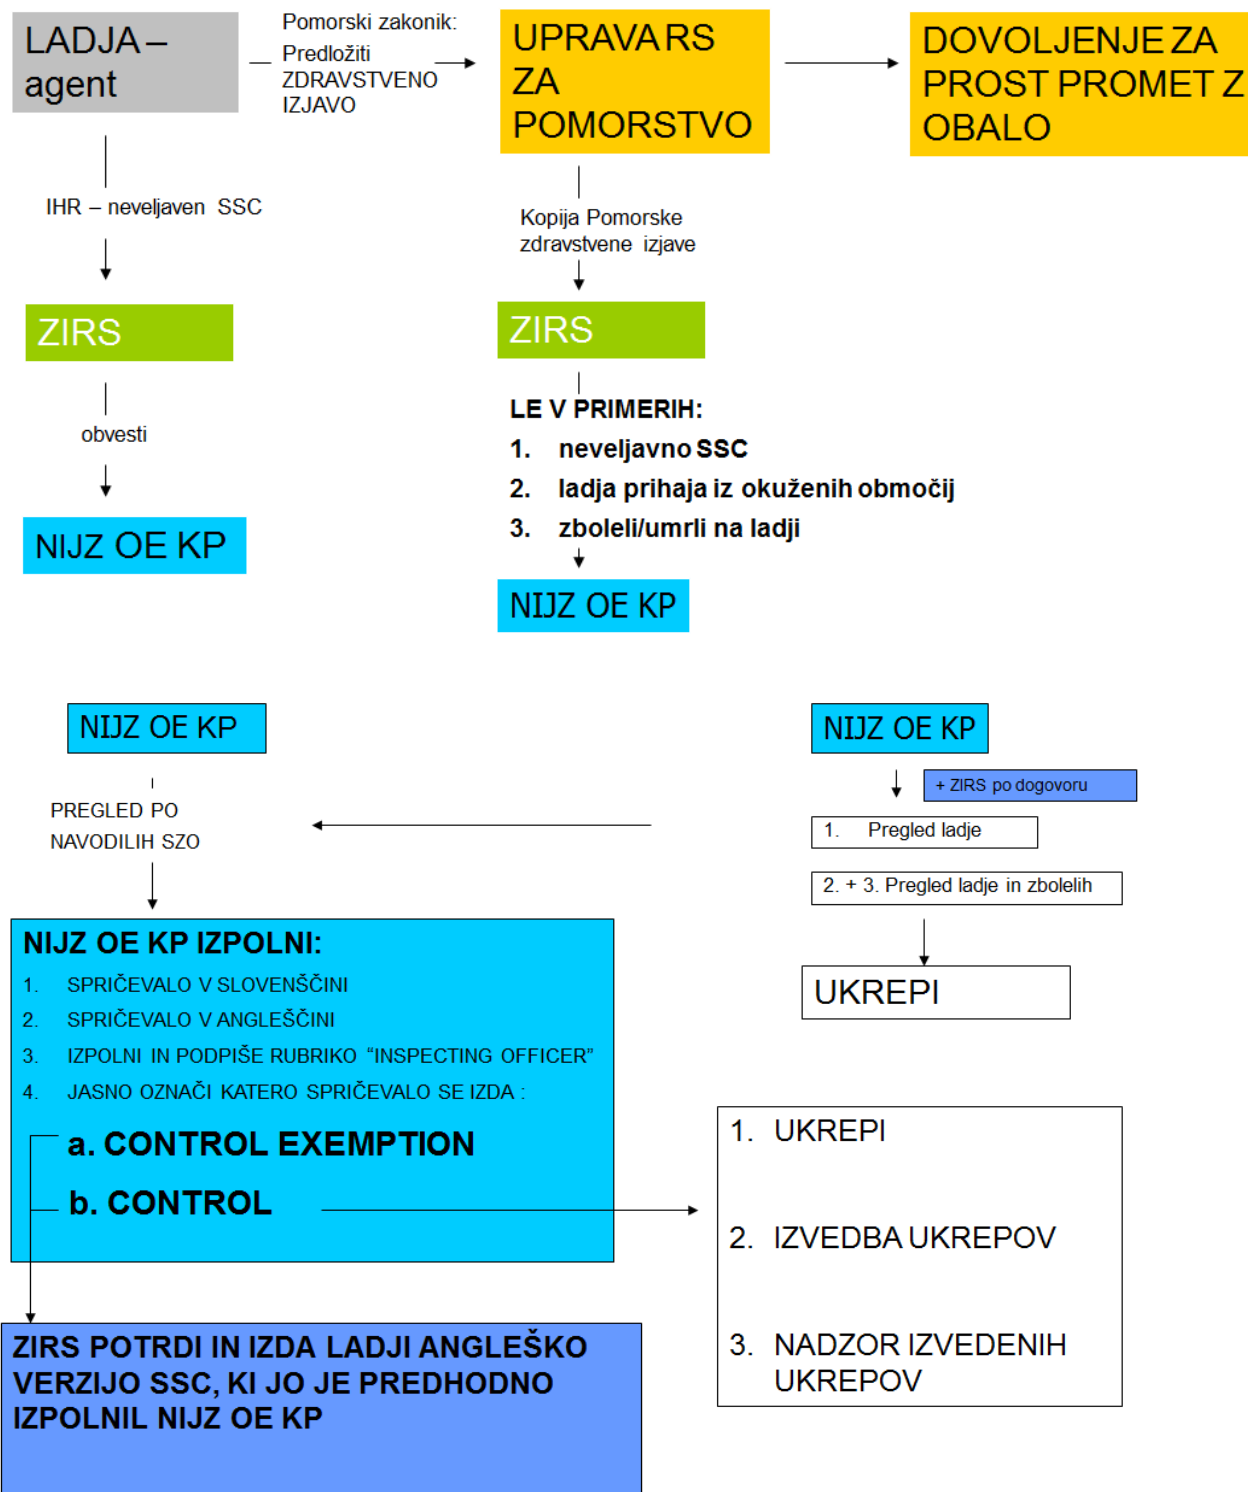 LADJA – agent
Pomorski zakonik:
Predložiti
ZDRAVSTVENO
IZJAVO
UPRAVA RS
ZA
POMORSTVO
DOVOLJENJE ZA
PROST PROMET Z
OBALO
IHR – neveljaven SSC
Kopija Pomorske
zdravstvene izjave
ZIRS
ZIRS
obvesti
LE V PRIMERIH:
1. neveljavno SSC
2. ladja prihaja iz okuženih območij
3. zboleli/umrli na ladji
NIJZ OE KP
NIJZ OE KP
NIJZ OE KP
PREGLED PO
NAVODILIH SZO
NIJZ OE KP
+ ZIRS po dogovoru
1. Pregled ladje
2. + 3. Pregled ladje in zbolelih
UKREPI
NIJZ OE KP IZPOLNI:
1. SPRIČEVALO V SLOVENŠČINI
2. SPRIČEVALO V ANGLEŠČINI
3. IZPOLNI IN PODPIŠE RUBRIKO “INSPECTING OFFICER”
4. JASNO OZNAČI KATERO SPRIČEVALO SE IZDA :
a. CONTROL EXEMPTION
b. CONTROL
1. UKREPI
2. IZVEDBA UKREPOV
3. NADZOR IZVEDENIH
UKREPOV
ZIRS POTRDI IN IZDA LADJI ANGLEŠKO
VERZIJO SSC, KI JO JE PREDHODNO
IZPOLNIL NIJZ OE KP